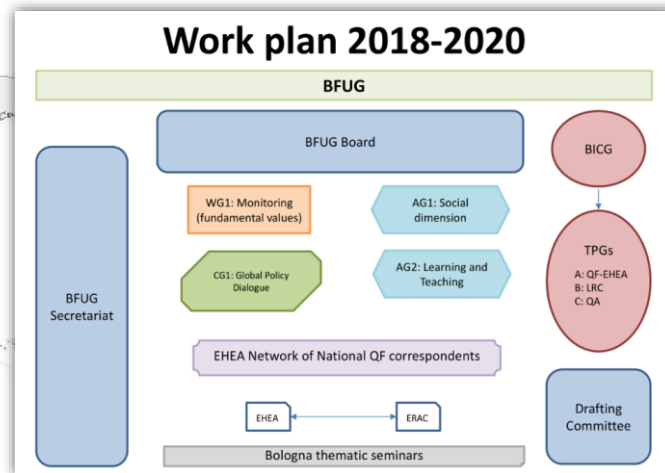 Work plan 2018-2020
BFUG
BFUG Board
BICG
WG1: Monitoring
(fundamental values)
AG1: Social
dimension
CG1: Global Policy
Dialogue
AG2: Learning and
Teaching
TPGs
A: QF-EHEA
B: LRC
C: QA
BFUG
Secretariat
EHEA Network of National QF correspondents
EHEA
ERAC
Drafting
Committee
Bologna thematic seminars